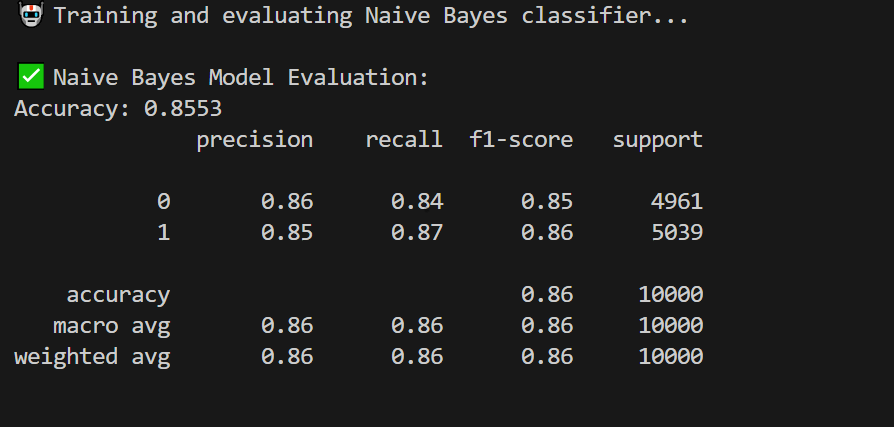 🤖 Training and evaluating Naive Bayes classifier...
✅ Naive Bayes Model Evaluation:
Accuracy: 0.8553
precision recall f1-score support
0 0.86 0.84 0.85 4961
1 0.85 0.87 0.86 5039
accuracy 0.86 10000
macro avg 0.86 0.86 0.86 10000
weighted avg 0.86 0.86 0.86 10000